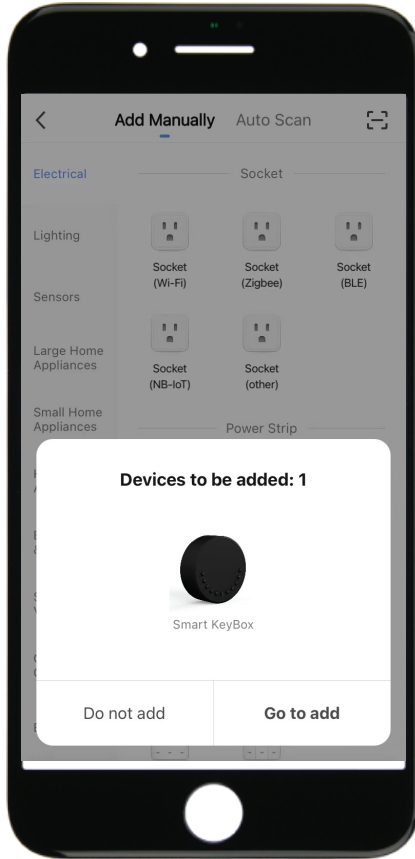 Add Manually Auto Scan
Electrical
Socket
Lighting
Socket
(Wi-Fi)
Socket
(Zigbee)
Socket
(BLE)
Sensors
Large Home
Appliances
Socket
(NB-IoT)
Socket
(other)
Small Home
Appliances
Power Strip
Devices to be added: 1
Smart KeyBox
Do not add
Go to add